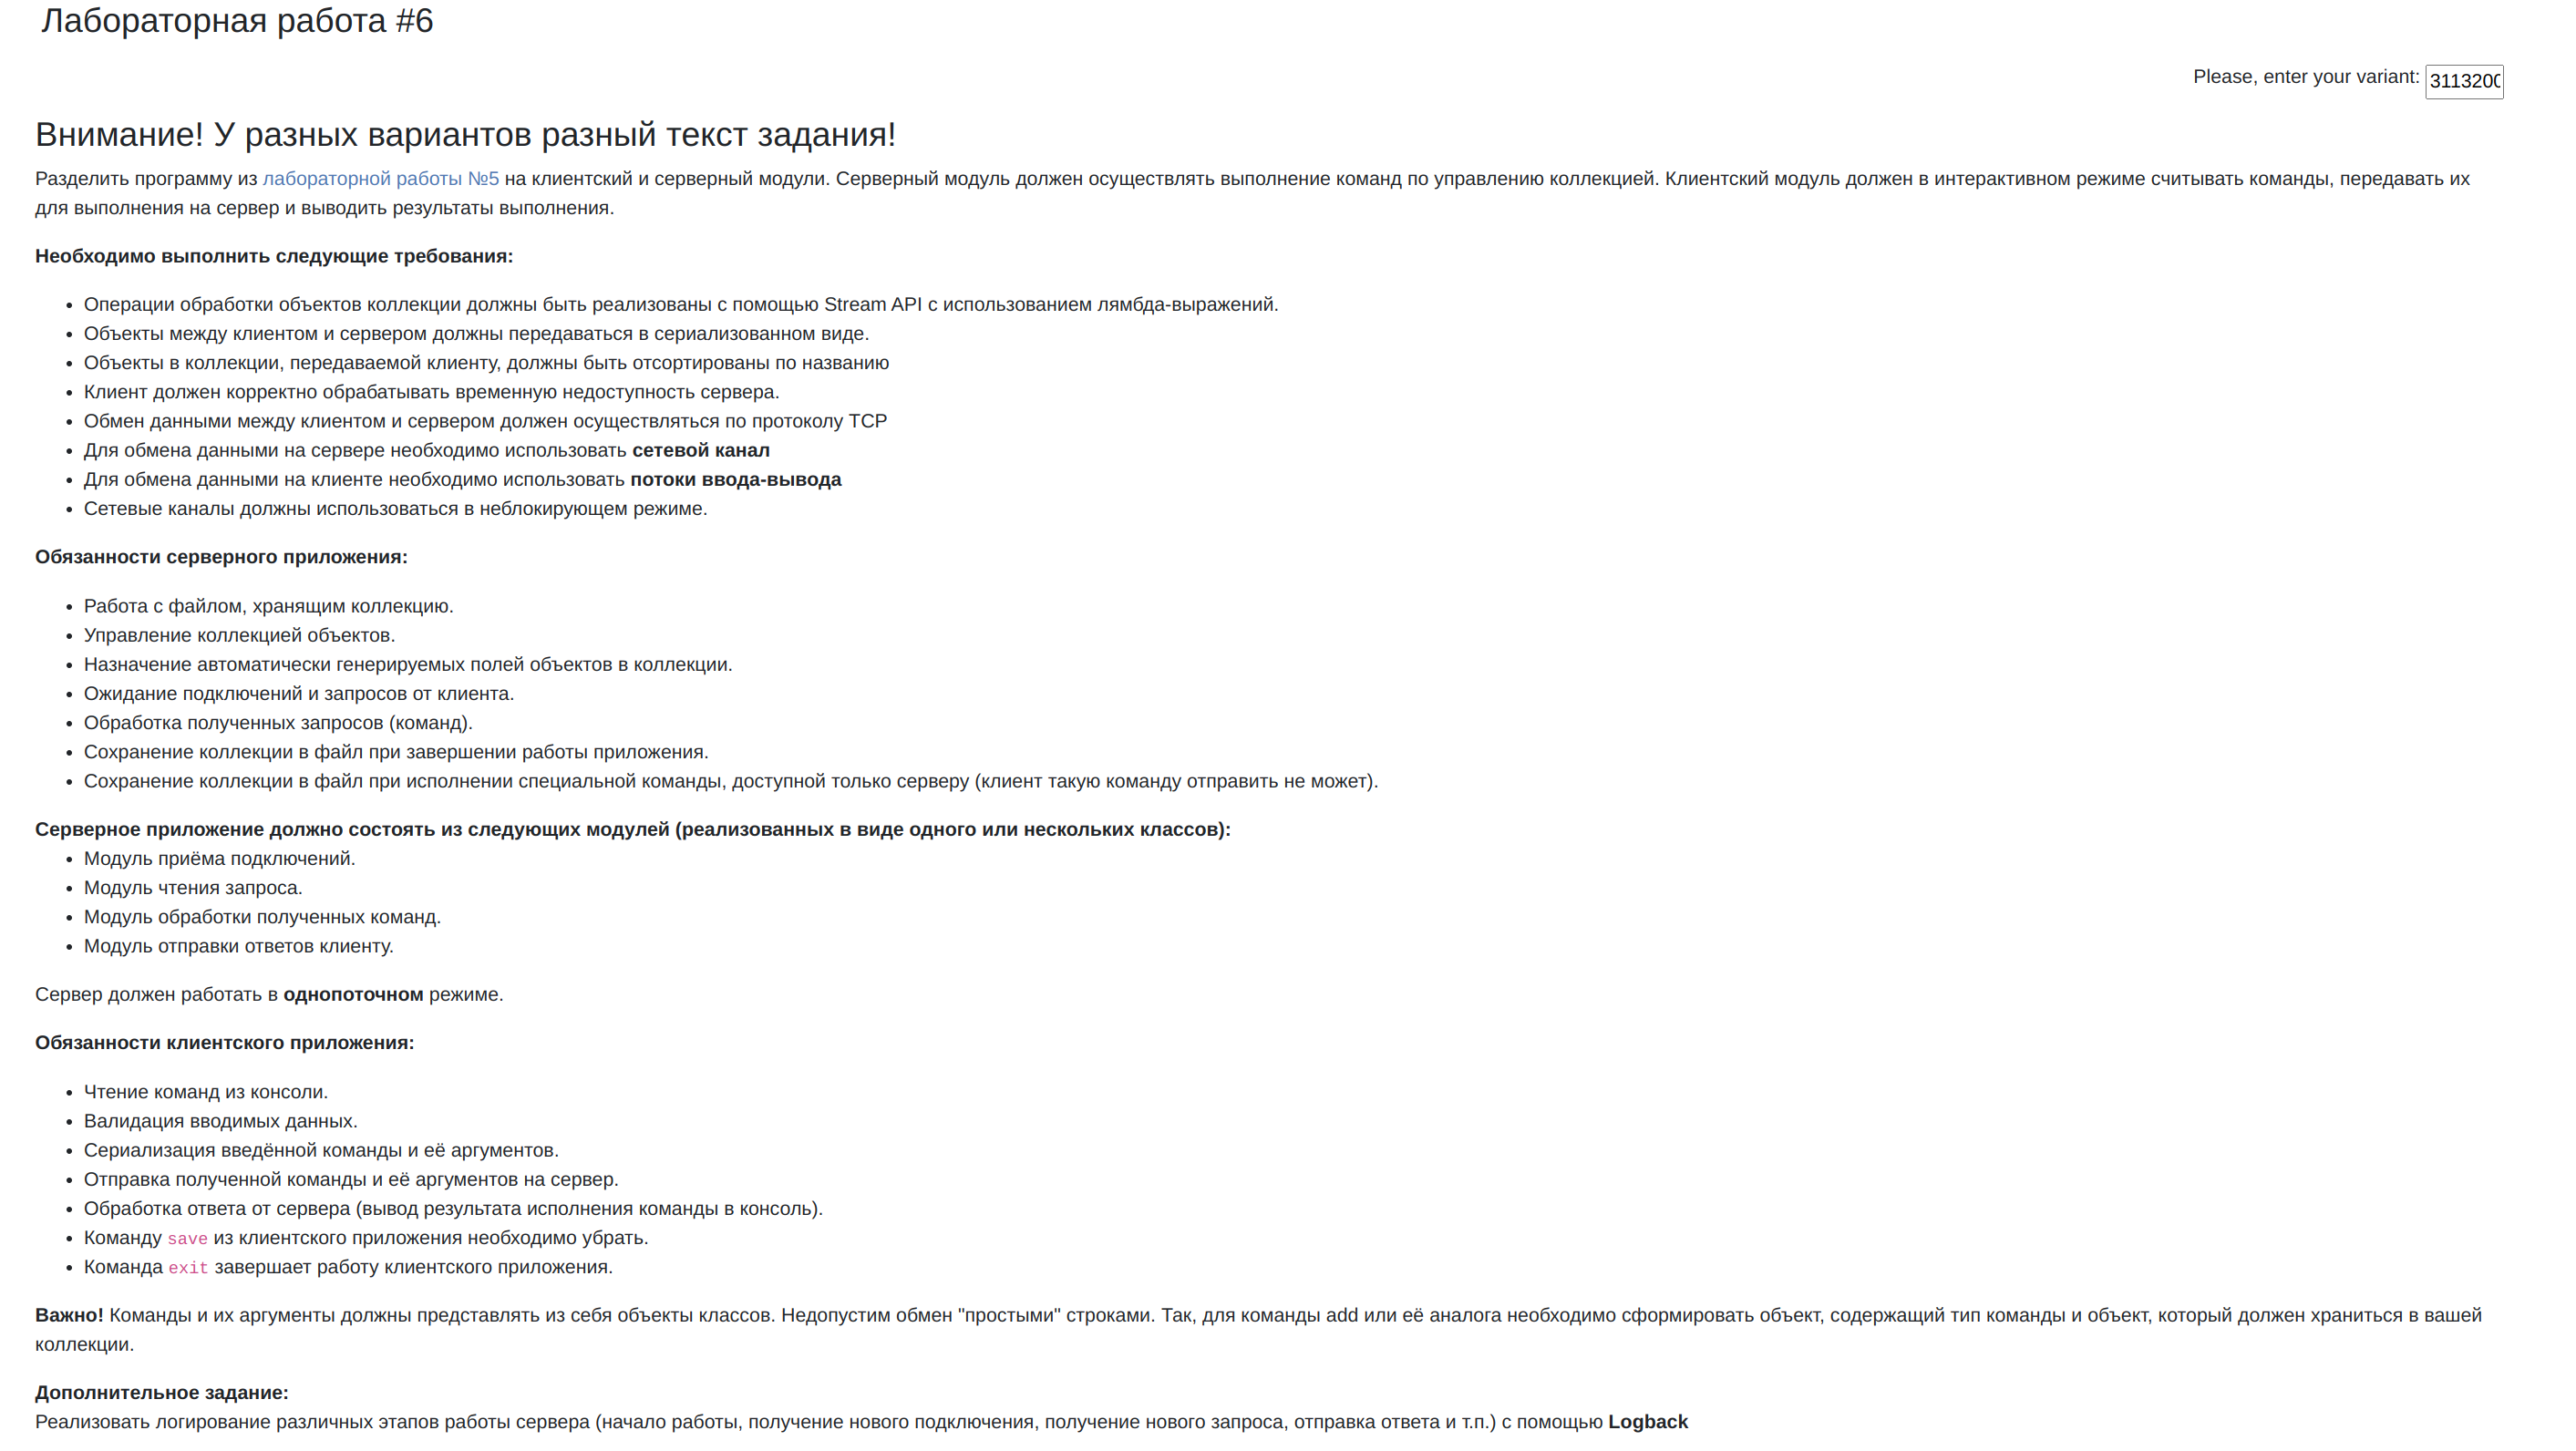 Лабораторная работа #6
Please, enter your variant: 3113200
Внимание! У разных вариантов разный текст задания!
Разделить программу из лабораторной работы №5 на клиентский и серверный модули. Серверный модуль должен осуществлять выполнение команд по управлению коллекцией. Клиентский модуль должен в интерактивном режиме считывать команды, передавать их
для выполнения на сервер и выводить результаты выполнения.
Необходимо выполнить следующие требования:
• Операции обработки объектов коллекции должны быть реализованы с помощью Stream API с использованием лямбда-выражений.
• Объекты между клиентом и сервером должны передаваться в сериализованном виде.
• Объекты в коллекции, передаваемой клиенту, должны быть отсортированы по названию
• Клиент должен корректно обрабатывать временную недоступность сервера.
• Обмен данными между клиентом и сервером должен осуществляться по протоколу TCP
• Для обмена данными на сервере необходимо использовать сетевой канал
• Для обмена данными на клиенте необходимо использовать потоки ввода-вывода
• Сетевые каналы должны использоваться в неблокирующем режиме.
Обязанности серверного приложения:
• Работа с файлом, хранящим коллекцию.
• Управление коллекцией объектов.
• Назначение автоматически генерируемых полей объектов в коллекции.
• Ожидание подключений и запросов от клиента.
• Обработка полученных запросов (команд).
• Сохранение коллекции в файл при завершении работы приложения.
• Сохранение коллекции в файл при исполнении специальной команды, доступной только серверу (клиент такую команду отправить не может).
Серверное приложение должно состоять из следующих модулей (реализованных в виде одного или нескольких классов):
• Модуль приёма подключений.
• Модуль чтения запроса.
• Модуль обработки полученных команд.
• Модуль отправки ответов клиенту.
Сервер должен работать в однопоточном режиме.
Обязанности клиентского приложения:
• Чтение команд из консоли.
• Валидация вводимых данных.
• Сериализация введённой команды и её аргументов.
• Отправка полученной команды и её аргументов на сервер.
• Обработка ответа от сервера (вывод результата исполнения команды в консоль).
• Команду save из клиентского приложения необходимо убрать.
• Команда exit завершает работу клиентского приложения.
Важно! Команды и их аргументы должны представлять из себя объекты классов. Недопустим обмен "простыми" строками. Так, для команды add или её аналога необходимо сформировать объект, содержащий тип команды и объект, который должен храниться в вашей
коллекции.
Дополнительное задание:
Реализовать логирование различных этапов работы сервера (начало работы, получение нового подключения, получение нового запроса, отправка ответа и т.п.) с помощью Logback